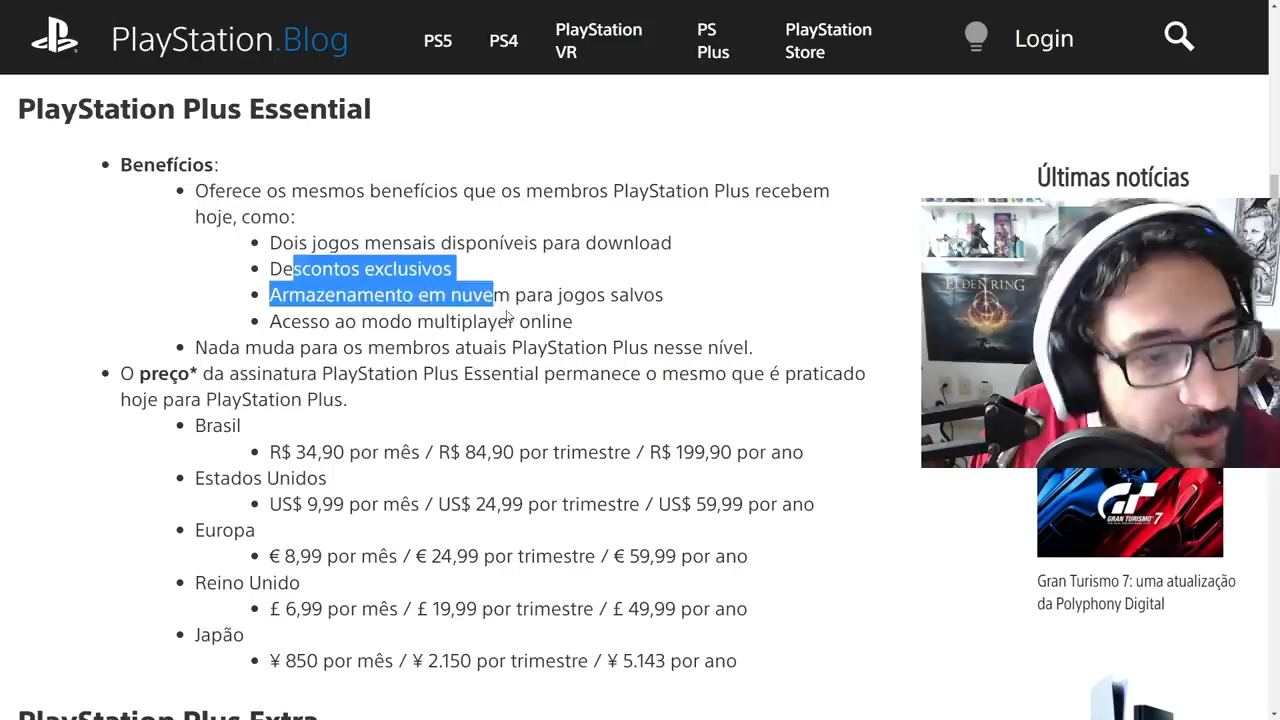 PlayStation.Blog
PS5
PS4
PlayStation
VR
PS
Plus
PlayStation
Store
Login
PlayStation Plus Essential
• Benefícios:
• Oferece os mesmos benefícios que os membros PlayStation Plus recebem
hoje, como:
• Dois jogos mensais disponíveis para download
• Descontos exclusivos
• Armazenamento em nuvem para jogos salvos
• Acesso ao modo multiplayer online
• Nada muda para os membros atuais PlayStation Plus nesse nível.
• O preço* da assinatura PlayStation Plus Essential permanece o mesmo que é praticado
hoje para PlayStation Plus.
• Brasil
• R$ 34,90 por mês / R$ 84,90 por trimestre / R$ 199,90 por ano
• Estados Unidos
• US$ 9,99 por mês / US$ 24,99 por trimestre / US$ 59,99 por ano
• Europa
• € 8,99 por mês / € 24,99 por trimestre / € 59,99 por ano
• Reino Unido
• £ 6,99 por mês / £ 19,99 por trimestre / £ 49,99 por ano
• Japão
• ¥ 850 por mês / ¥ 2.150 por trimestre / ¥ 5.143 por ano
PlayStation Plus Extra
Últimas notícias
ELDEN RING
GRAN TURISMO 7
Gran Turismo 7: uma atualização
da Polyphony Digital